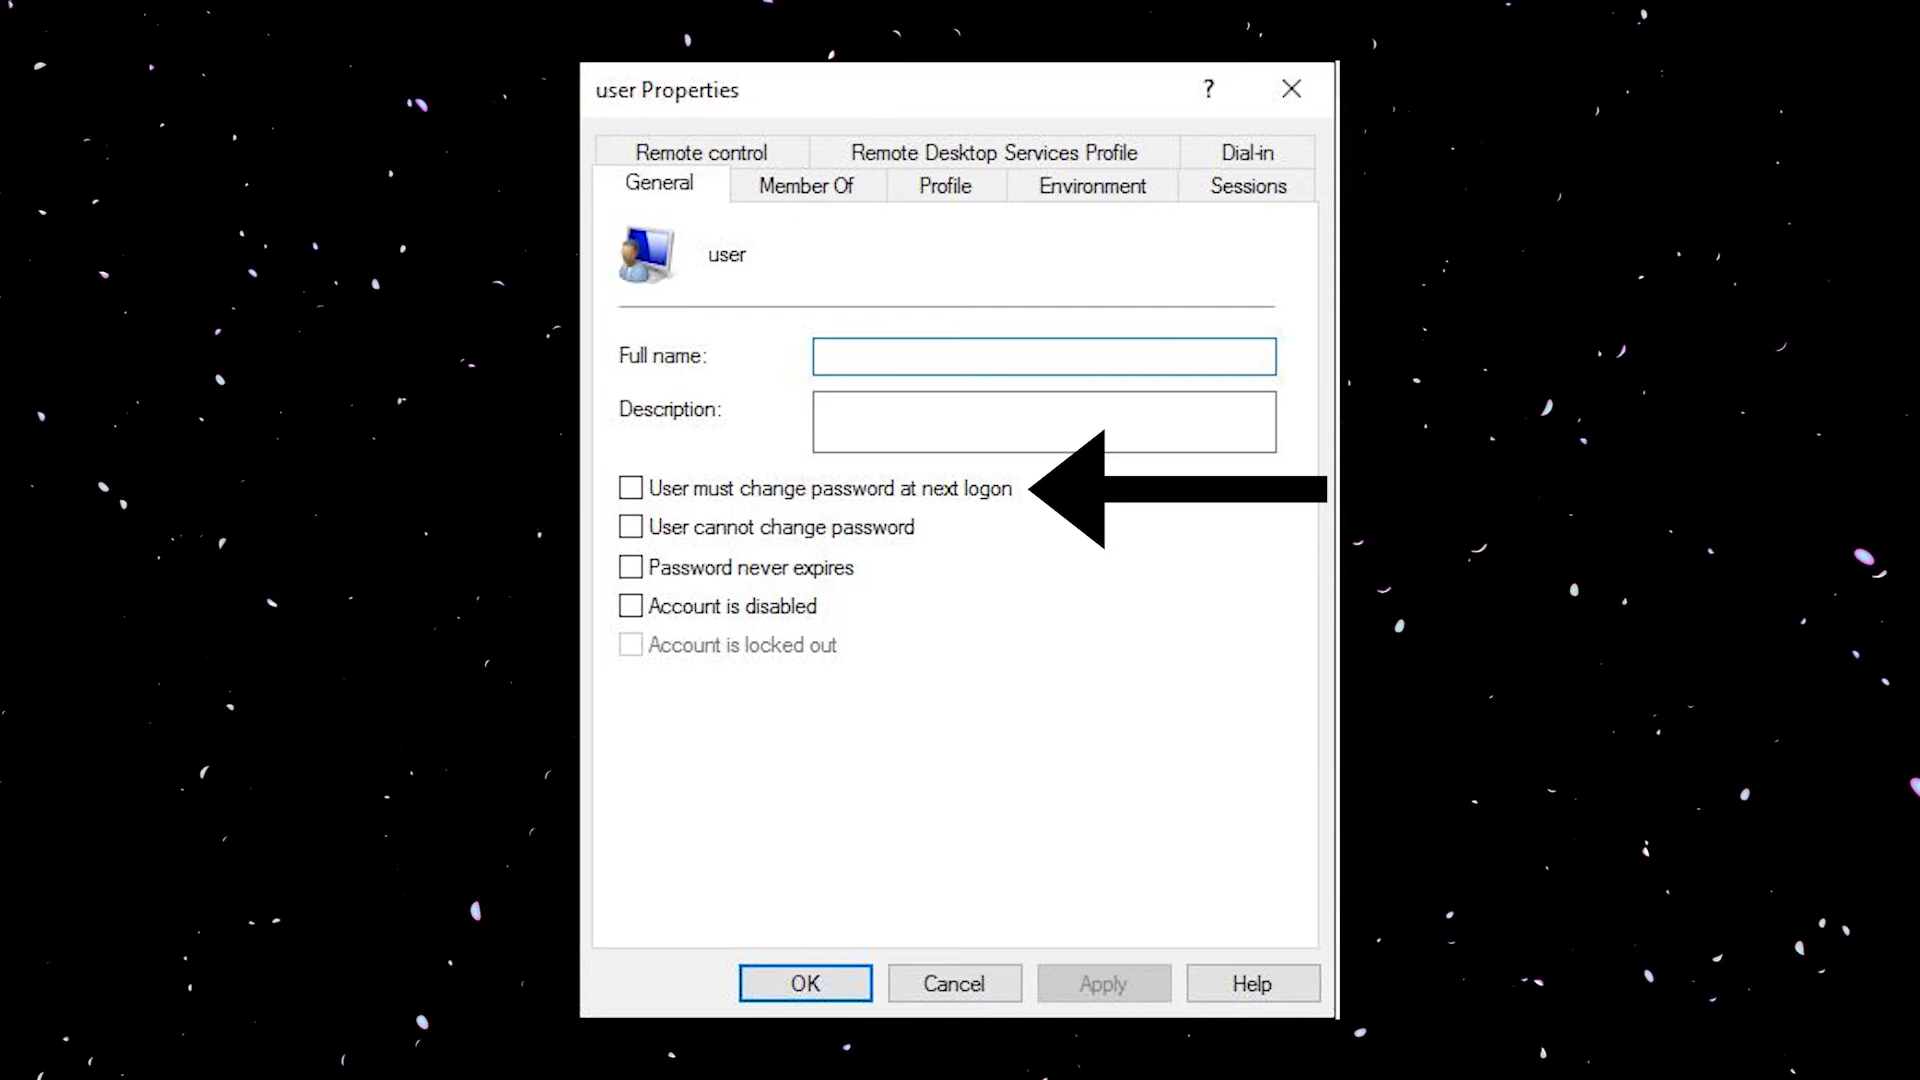 user Properties
?
Remote control Remote Desktop Services Profile Dial-in
General Member Of Profile Environment Sessions
user
Full name:
Description:
User must change password at next logon
User cannot change password
Password never expires
Account is disabled
Account is locked out
OK Cancel Apply Help